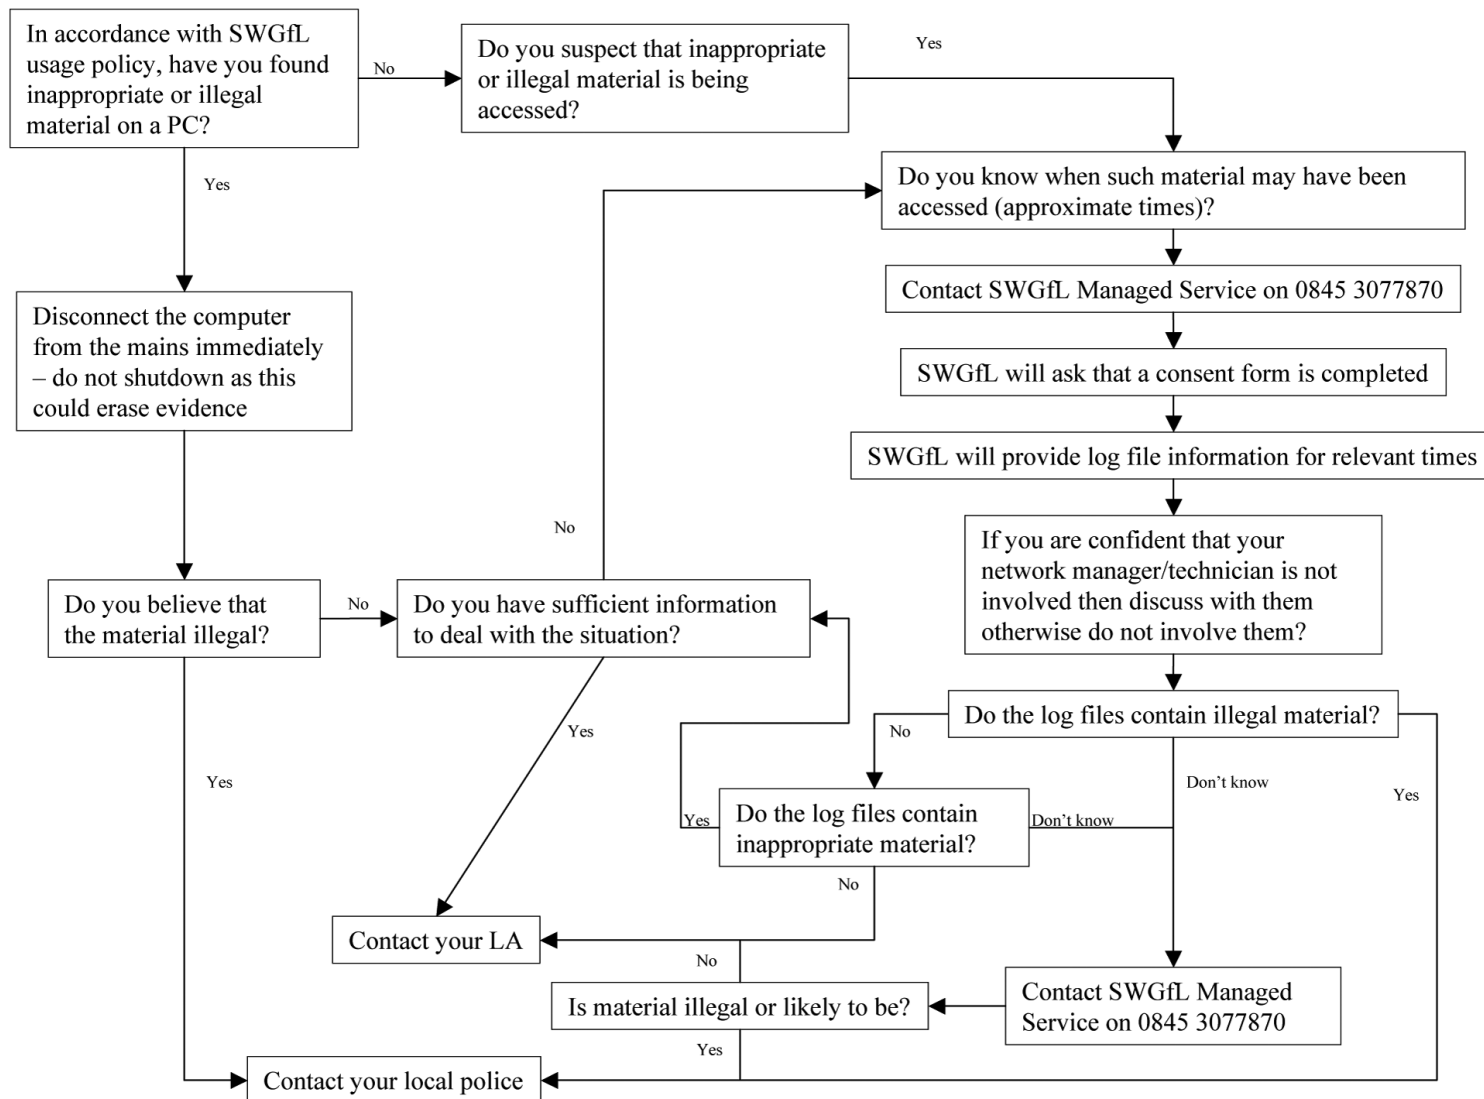 In accordance with SWGfL
usage policy, have you found
inappropriate or illegal
material on a PC?
No
Do you suspect that inappropriate
or illegal material is being
accessed?
Yes
Yes
Do you know when such material may have been
accessed (approximate times)?
Contact SWGfL Managed Service on 0845 3077870
Disconnect the computer
from the mains immediately
– do not shutdown as this
could erase evidence
SWGfL will ask that a consent form is completed
SWGfL will provide log file information for relevant times
No
If you are confident that your
network manager/technician is not
involved then discuss with them
otherwise do not involve them?
Do you believe that
the material illegal?
No
Do you have sufficient information
to deal with the situation?
Do the log files contain illegal material?
Yes
No
Yes
Don't know
Yes
Do the log files contain
inappropriate material?
Yes
Don't know
No
Contact your LA
No
Is material illegal or likely to be?
Contact SWGfL Managed
Service on 0845 3077870
Yes
Contact your local police